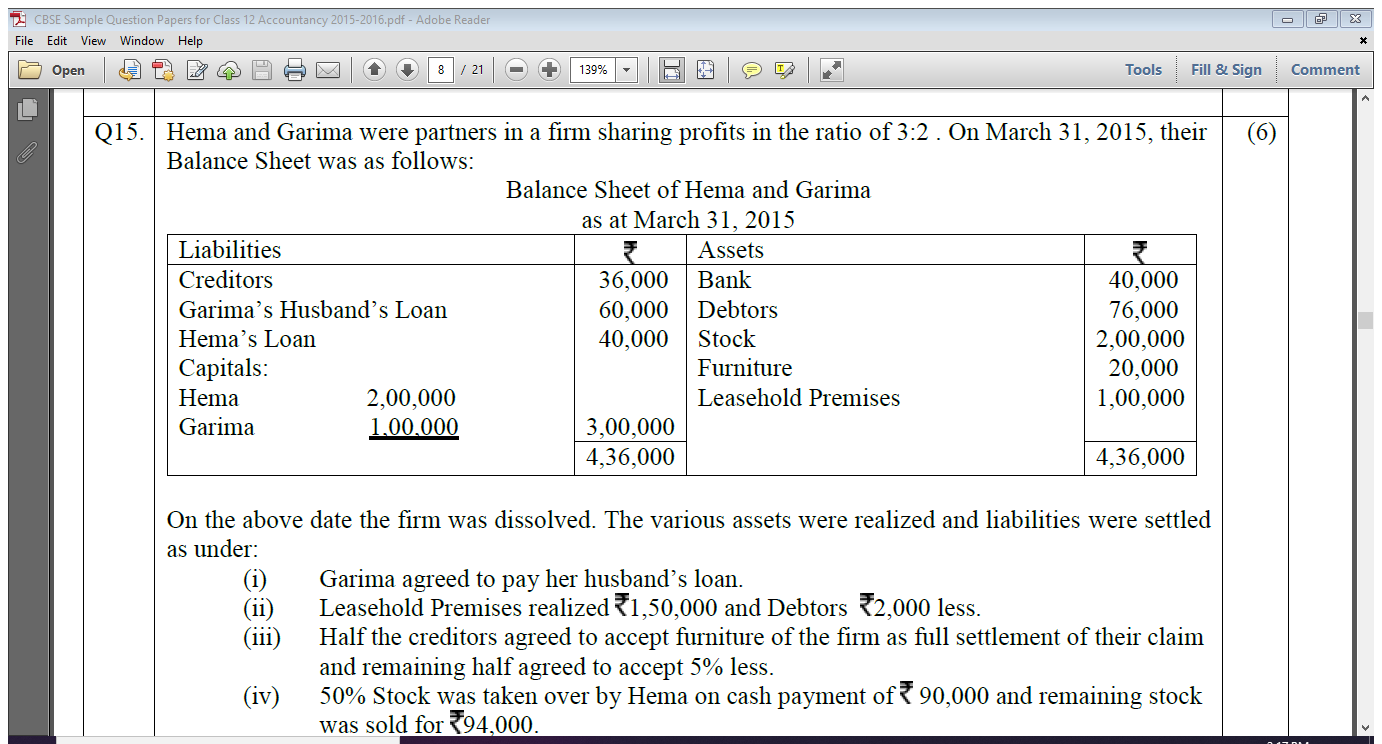 CBSE Sample Question Papers for Class 12 Accountancy 2015-2016.pdf - Adobe Reader
File Edit View Window Help
Open 8 / 21 139% Tools Fill & Sign Comment
Q15. Hema and Garima were partners in a firm sharing profits in the ratio of 3:2 . On March 31, 2015, their (6)
Balance Sheet was as follows:
Balance Sheet of Hema and Garima
as at March 31, 2015
Liabilities ₹ Assets ₹
Creditors 36,000 Bank 40,000
Garima’s Husband’s Loan 60,000 Debtors 76,000
Hema’s Loan 40,000 Stock 2,00,000
Capitals: Furniture 20,000
Hema 2,00,000 Leasehold Premises 1,00,000
Garima 1,00,000 3,00,000
4,36,000 4,36,000
On the above date the firm was dissolved. The various assets were realized and liabilities were settled
as under:
(i) Garima agreed to pay her husband’s loan.
(ii) Leasehold Premises realized ₹1,50,000 and Debtors ₹2,000 less.
(iii) Half the creditors agreed to accept furniture of the firm as full settlement of their claim
and remaining half agreed to accept 5% less.
(iv) 50% Stock was taken over by Hema on cash payment of ₹ 90,000 and remaining stock
was sold for ₹94,000.